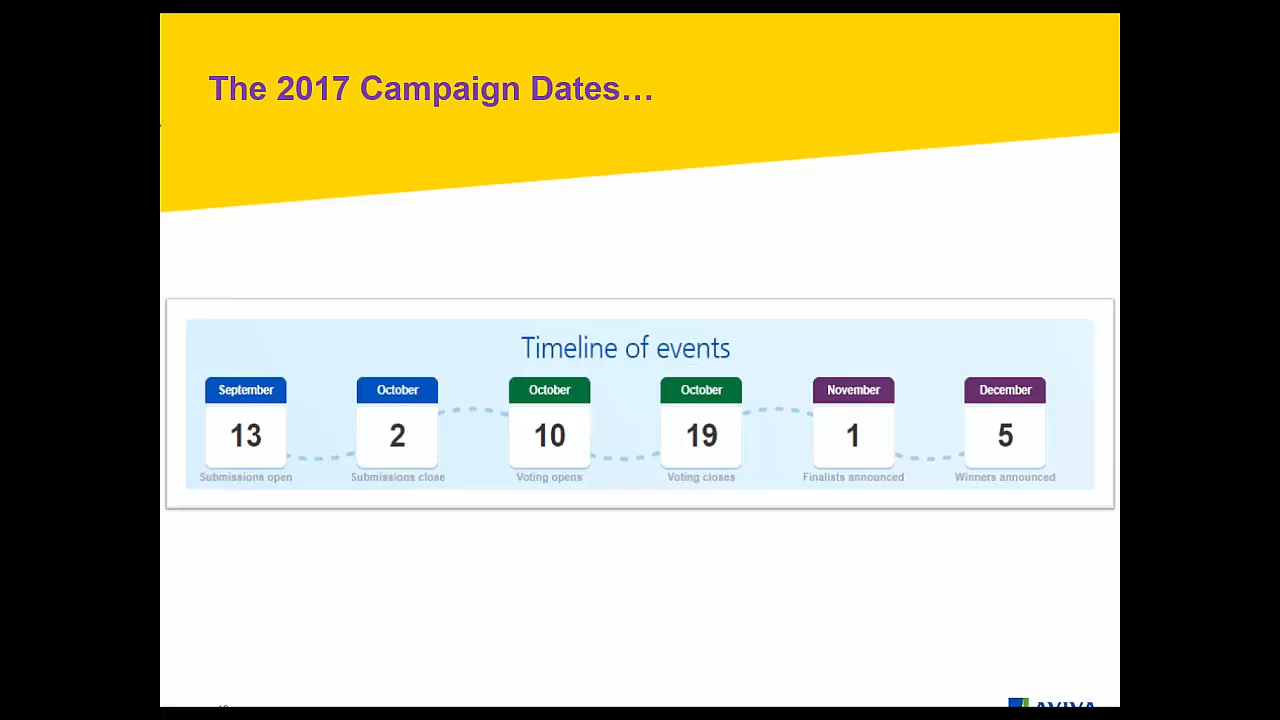 The 2017 Campaign Dates…
Timeline of events
September October October October November December
13 2 10 19 1 5
Submissions open Submissions close Voting opens Voting closes Finalists announced Winners announced
AVIVA